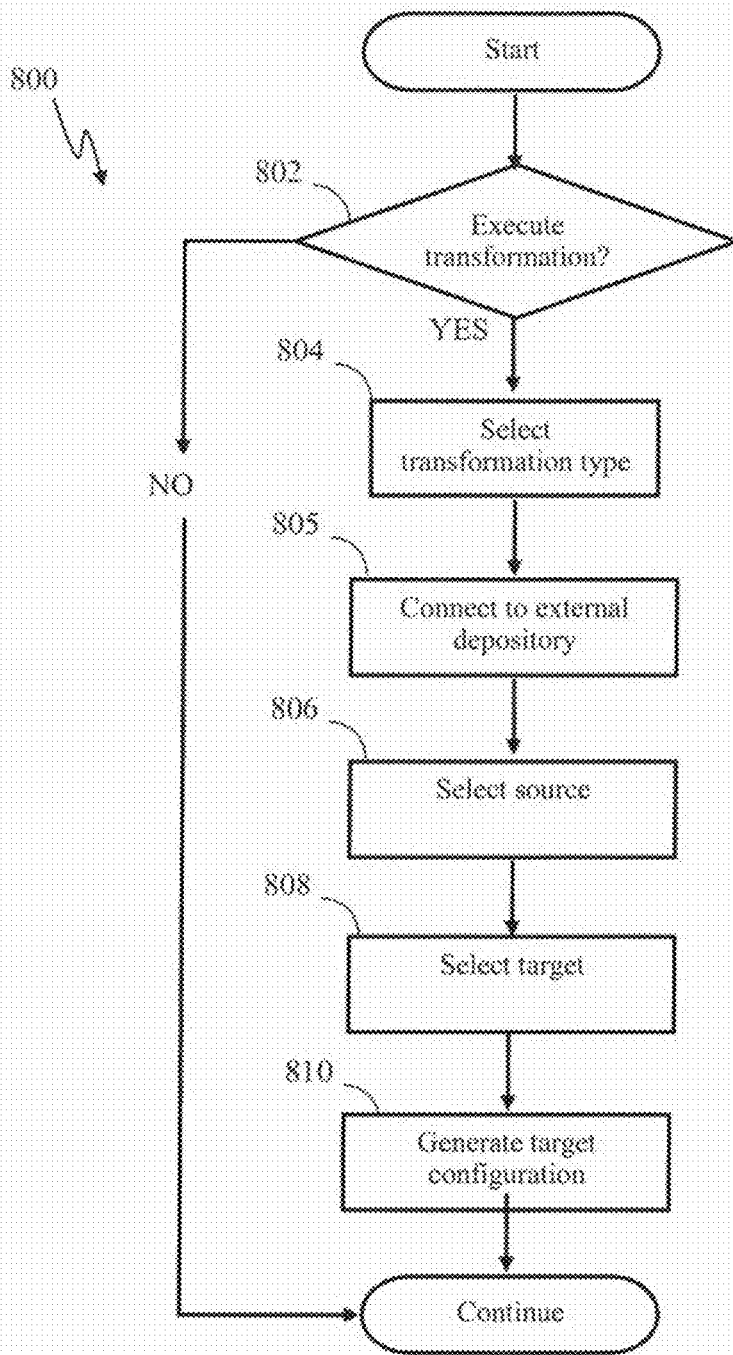 Start
800
802
Execute
transformation?
YES
804
Select
transformation type
NO
805
Connect to external
depository
806
Select source
808
Select target
810
Generate target
configuration
Continue